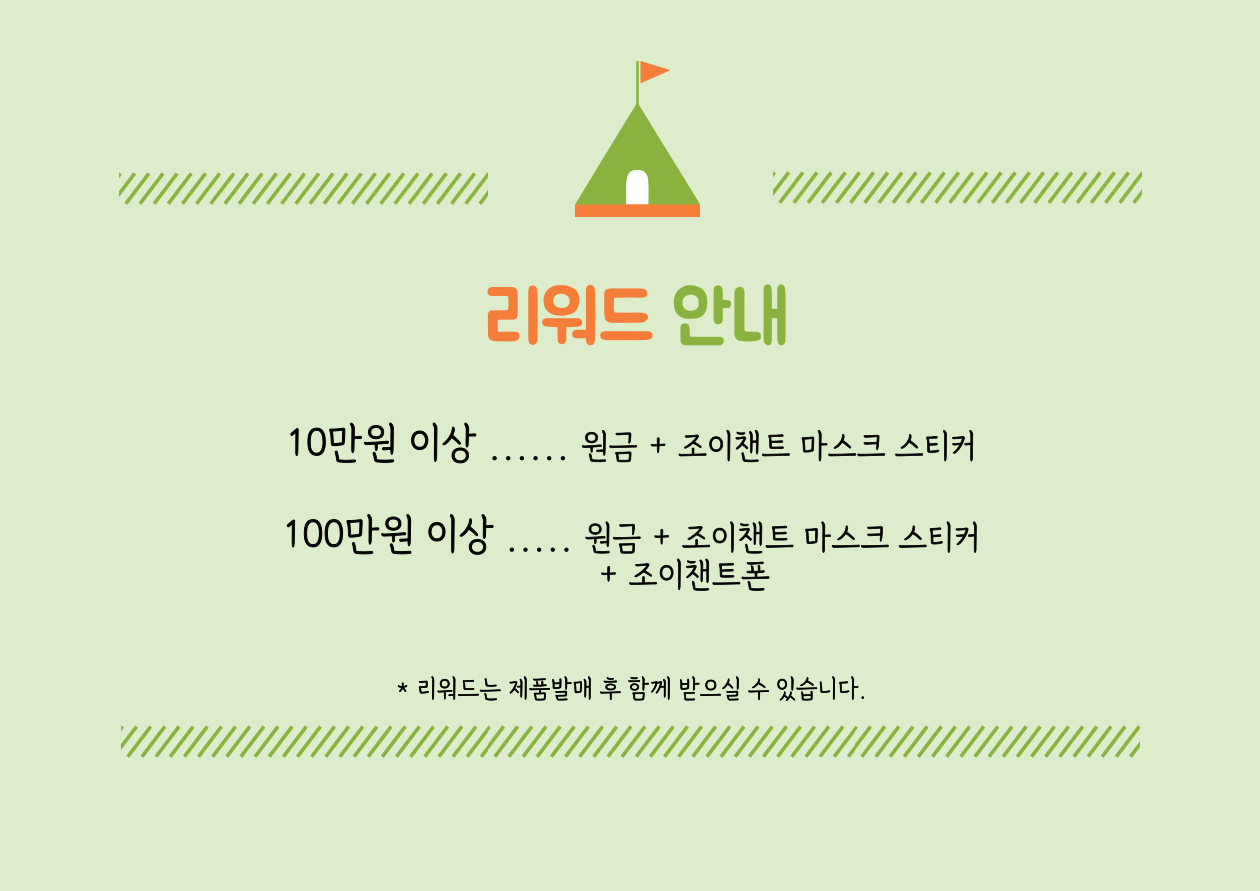 리워드 안내
10만원 이상 ...... 원금 + 조이챈트 마스크 스티커
100만원 이상 ..... 원금 + 조이챈트 마스크 스티커
+ 조이챈트폰
* 리워드는 제품발매 후 함께 받으실 수 있습니다.